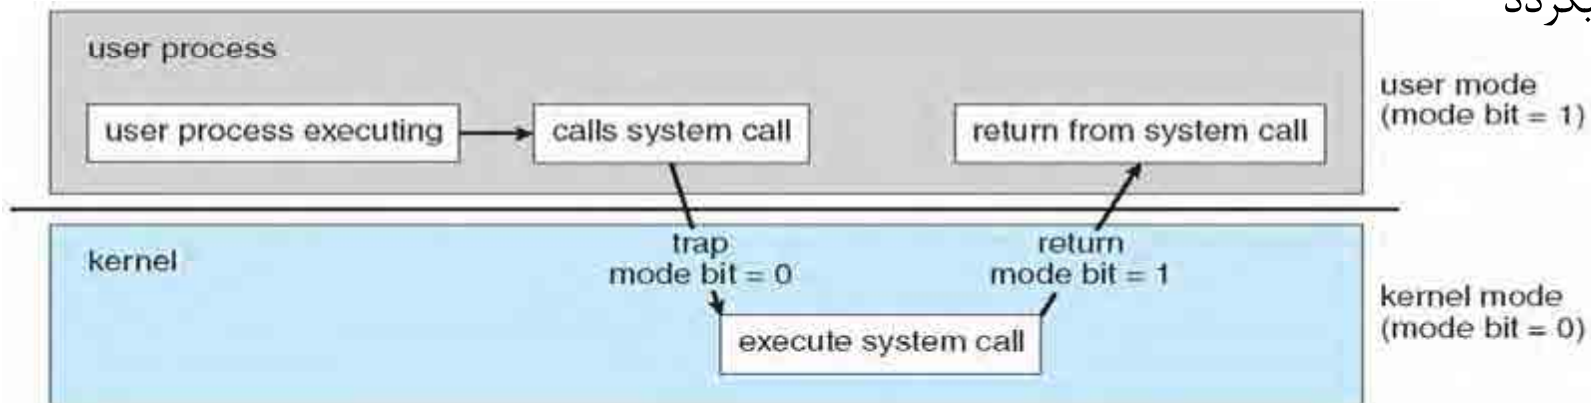 بگردد
user process
user process executing
calls system call
return from system call
user mode
(mode bit = 1)
kernel
trap
mode bit = 0
return
mode bit = 1
execute system call
kernel mode
(mode bit = 0)